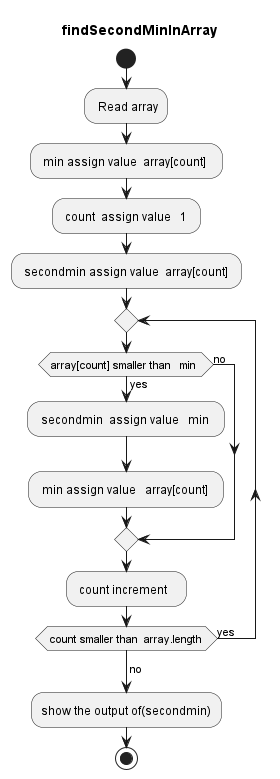 findSecondMinInArray
Read array
min assign value array[count]
count assign value 1
secondmin assign value array[count]
array[count] smaller than min
no
yes
secondmin assign value min
min assign value array[count]
count increment
count smaller than array.length
yes
no
show the output of(secondmin)